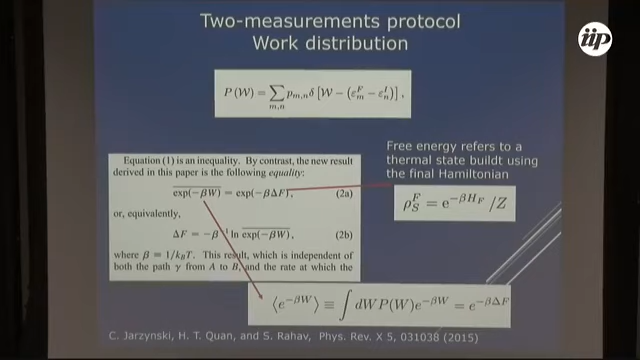 Two-measurements protocol
Work distribution
iip
P(W) = ∑_{m,n} p_{m,n} δ [W − (ε_m^F − ε_n^I)],
Equation (1) is an inequality. By contrast, the new result
derived in this paper is the following equality:
exp(−βW) = exp(−βΔF), (2a)
or, equivalently,
ΔF = −β⁻¹ ln exp(−βW), (2b)
where β = 1/k_BT. This result, which is independent of
both the path γ from A to B, and the rate at which the
Free energy refers to a
thermal state buildt using
the final Hamiltonian
ρ_S^F = e^{−βH_F} /Z
⟨e^{−βW}⟩ ≡ ∫ dW P(W) e^{−βW} = e^{−βΔF}
C. Jarzynski, H. T. Quan, and S. Rahav, Phys. Rev. X 5, 031038 (2015)